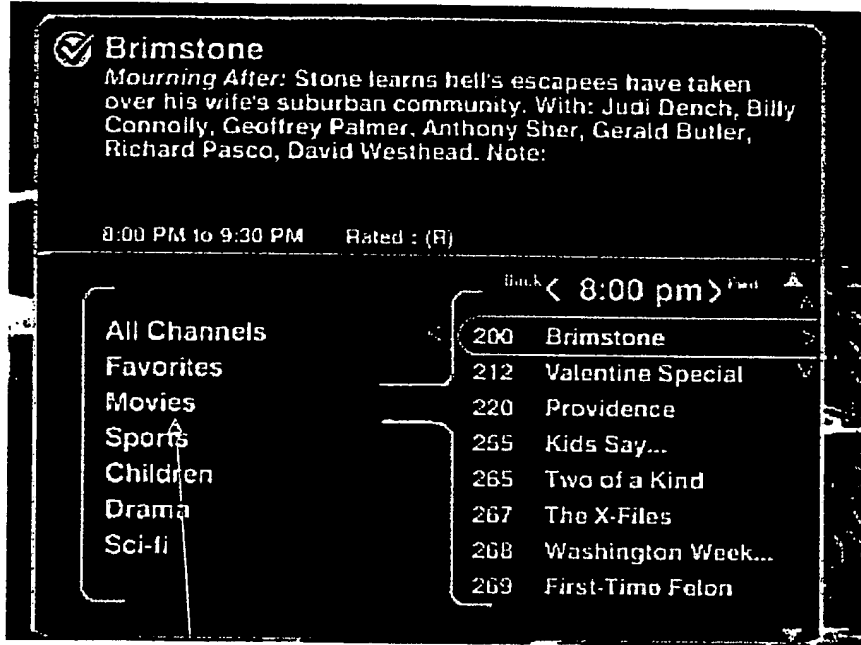 Brimstone
Mourning After: Stone learns hell's escapees have taken
over his wife's suburban community. With: Judi Dench, Billy
Connolly, Geoffrey Palmer, Anthony Sher, Gerald Butler,
Richard Pasco, David Westhead. Note:
8:00 PM to 9:30 PM Rated : (R)
Back < 8:00 pm > Fwd
All Channels
Favorites
Movies
Sports
Children
Drama
Sci-fi
200 Brimstone
212 Valentine Special
220 Providence
255 Kids Say...
265 Two of a Kind
267 The X-Files
268 Washington Week...
269 First-Time Felon